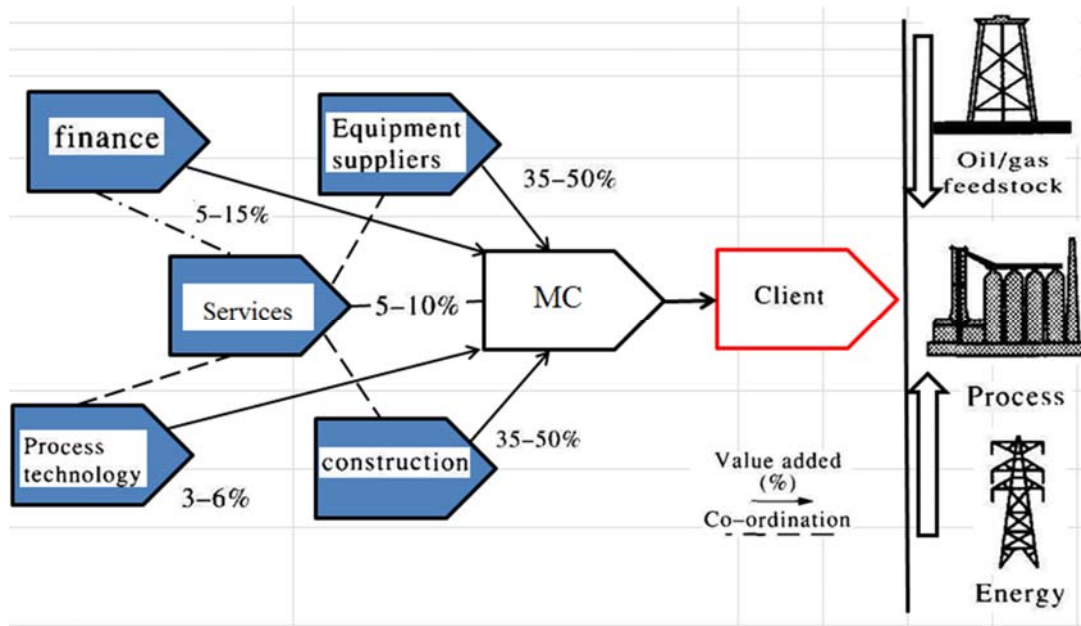 finance
Equipment
suppliers
35–50%
Oil/gas
feedstock
5–15%
Services
5–10%
MC
Client
Process
technology
3–6%
construction
35–50%
Value added
(%)
Co-ordination
Process
Energy